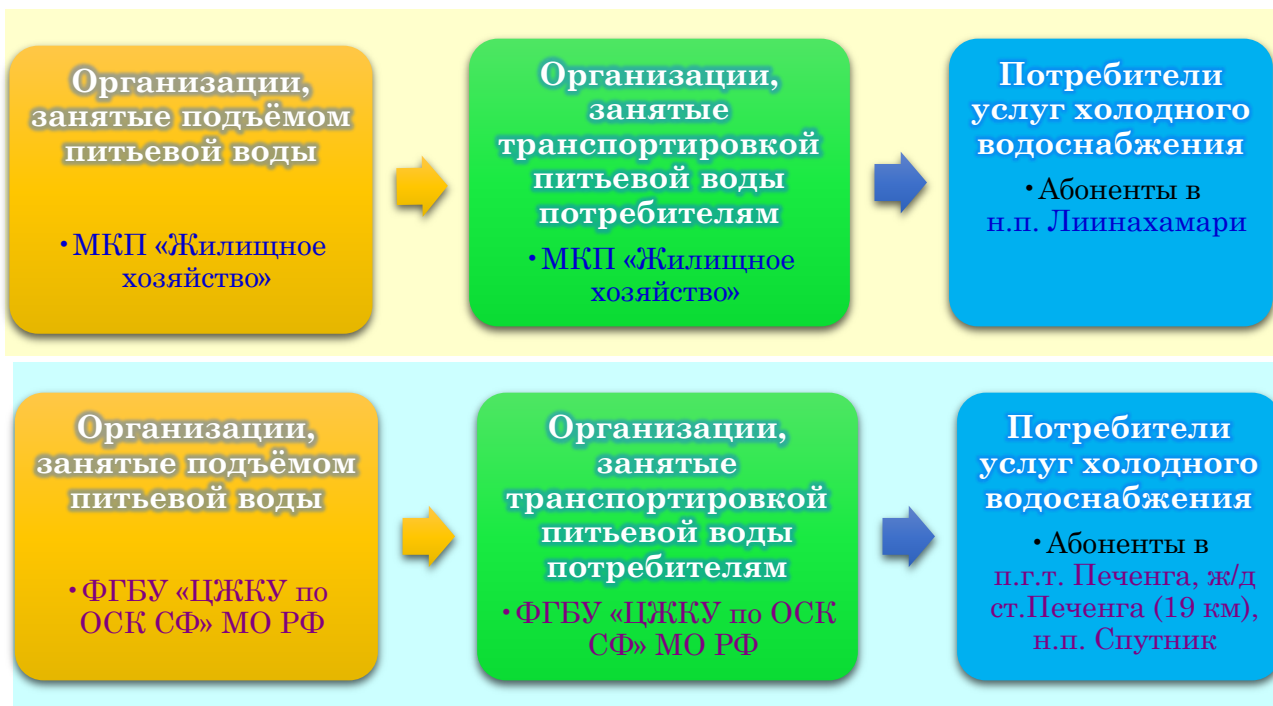 Организации,
занятые подъёмом
питьевой воды
•МКП «Жилищное
хозяйство»
Организации,
занятые
транспортировкой
питьевой воды
потребителям
•МКП «Жилищное
хозяйство»
Потребители
услуг холодного
водоснабжения
•Абоненты в
н.п. Лиинахамари
Организации,
занятые подъёмом
питьевой воды
•ФГБУ «ЦЖКУ по
ОСК СФ» МО РФ
Организации,
занятые
транспортировкой
питьевой воды
потребителям
•ФГБУ «ЦЖКУ по ОСК
СФ» МО РФ
Потребители
услуг холодного
водоснабжения
•Абоненты в
п.г.т. Печенга, ж/д
ст.Печенга (19 км),
н.п. Спутник